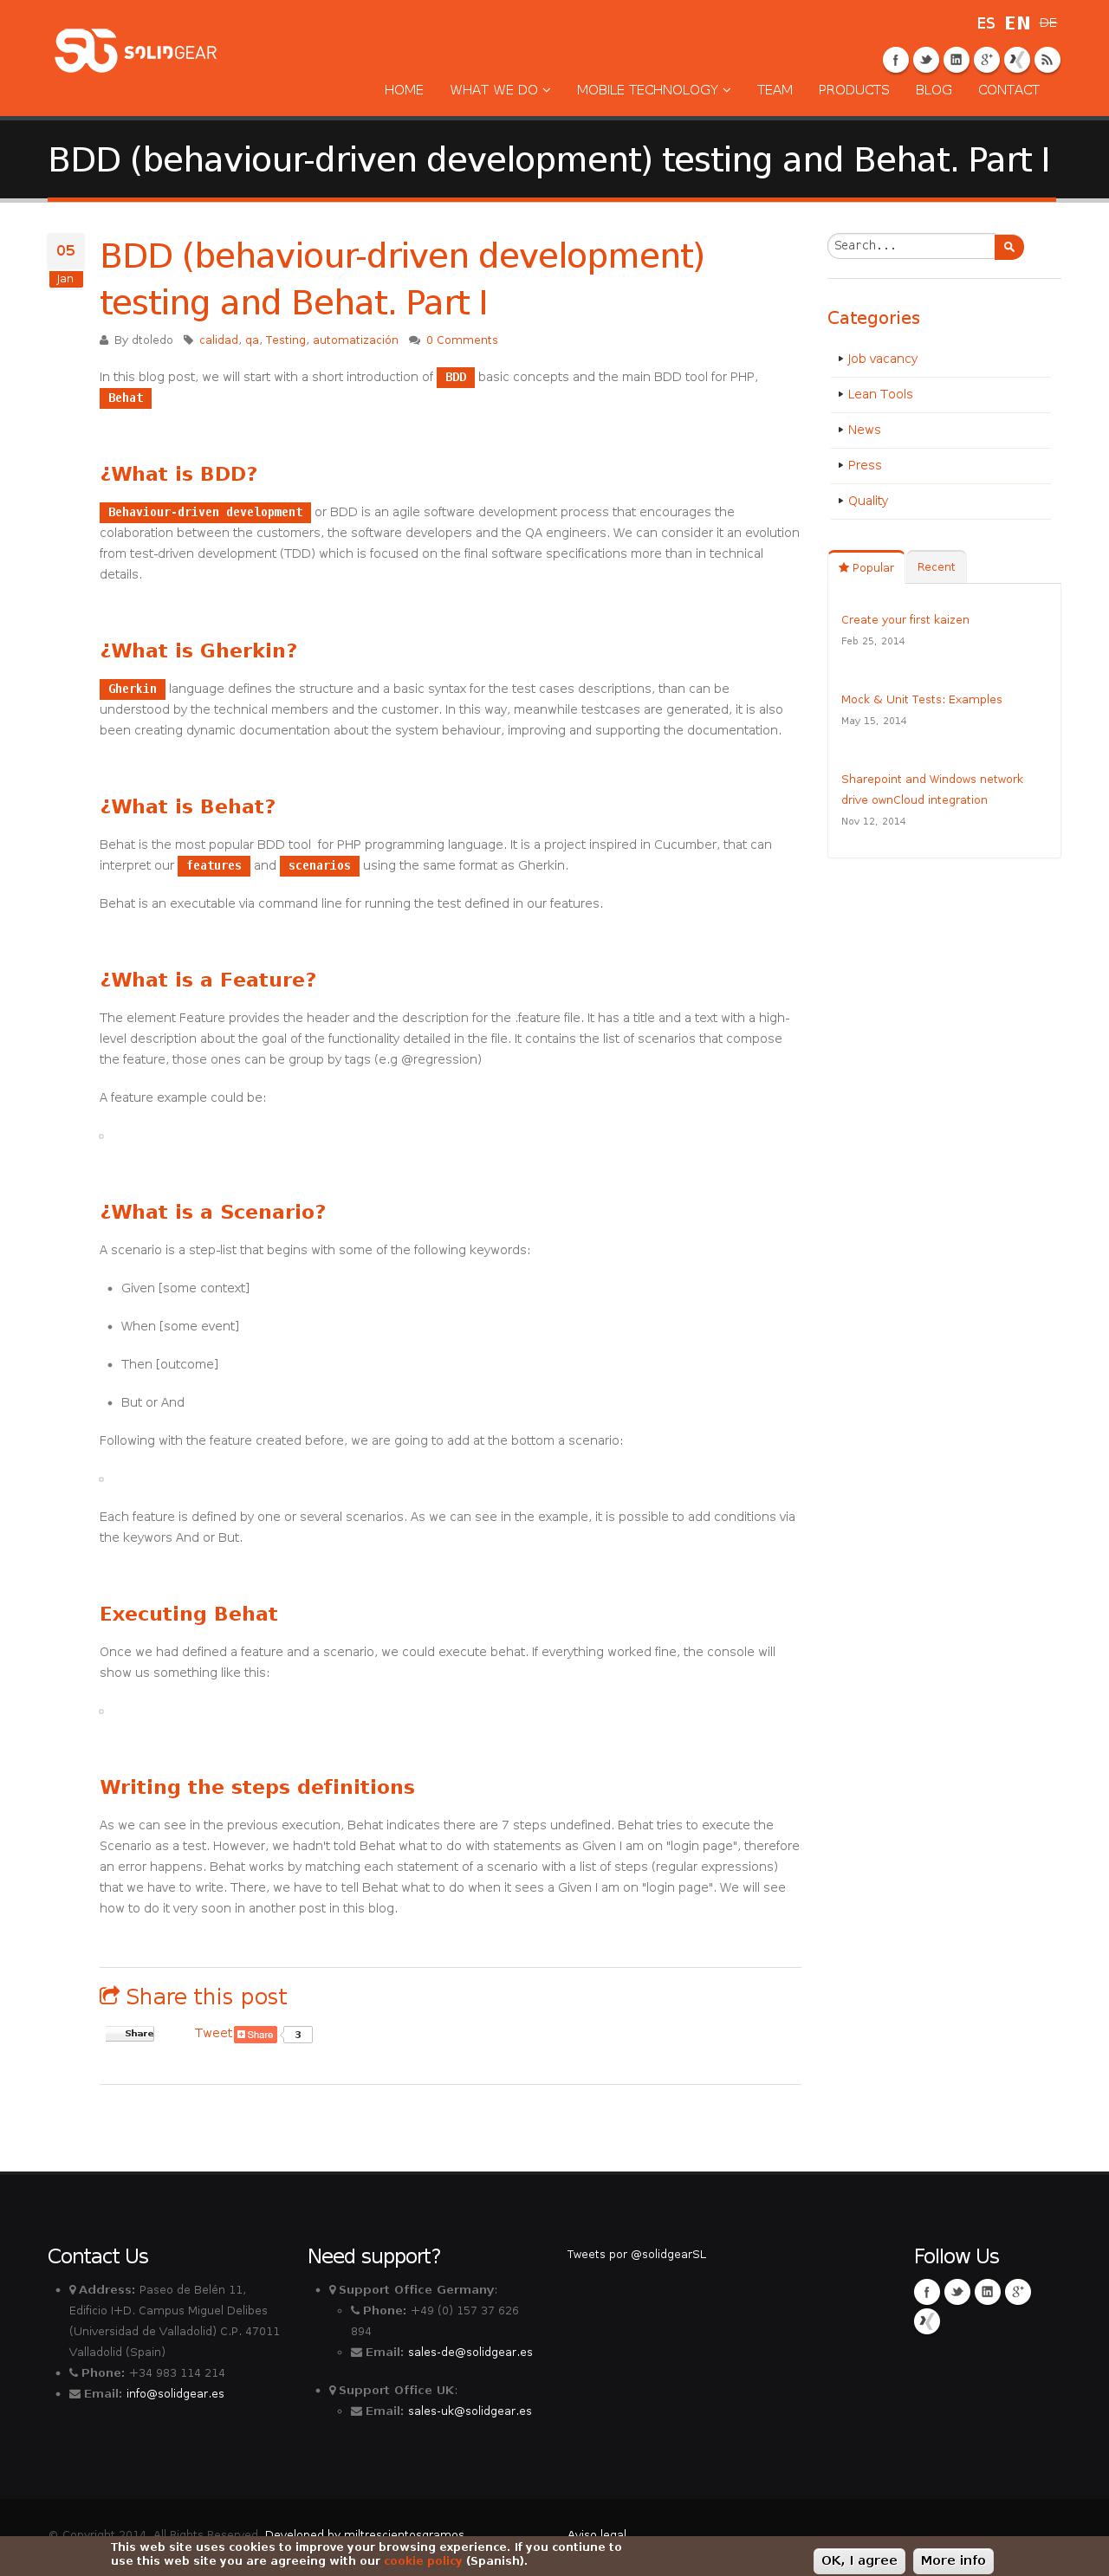 ES EN DE
SOLIDGEAR
HOME WHAT WE DO MOBILE TECHNOLOGY TEAM PRODUCTS BLOG CONTACT
BDD (behaviour-driven development) testing and Behat. Part I
05
Jan
BDD (behaviour-driven development)
testing and Behat. Part I
By dtoledo calidad, qa, Testing, automatización 0 Comments
In this blog post, we will start with a short introduction of BDD basic concepts and the main BDD tool for PHP,
Behat
¿What is BDD?
Behaviour-driven development or BDD is an agile software development process that encourages the
colaboration between the customers, the software developers and the QA engineers. We can consider it an evolution
from test-driven development (TDD) which is focused on the final software specifications more than in technical
details.
¿What is Gherkin?
Gherkin language defines the structure and a basic syntax for the test cases descriptions, than can be
understood by the technical members and the customer. In this way, meanwhile testcases are generated, it is also
been creating dynamic documentation about the system behaviour, improving and supporting the documentation.
¿What is Behat?
Behat is the most popular BDD tool  for PHP programming language. It is a project inspired in Cucumber, that can
interpret our features and scenarios using the same format as Gherkin.
Behat is an executable via command line for running the test defined in our features.
¿What is a Feature?
The element Feature provides the header and the description for the .feature file. It has a title and a text with a high-
level description about the goal of the functionality detailed in the file. It contains the list of scenarios that compose
the feature, those ones can be group by tags (e.g @regression)
A feature example could be:
¿What is a Scenario?
A scenario is a step-list that begins with some of the following keywords:
• Given [some context]
• When [some event]
• Then [outcome]
• But or And
Following with the feature created before, we are going to add at the bottom a scenario:
Each feature is defined by one or several scenarios. As we can see in the example, it is possible to add conditions via
the keywors And or But.
Executing Behat
Once we had defined a feature and a scenario, we could execute behat. If everything worked fine, the console will
show us something like this:
Writing the steps definitions
As we can see in the previous execution, Behat indicates there are 7 steps undefined. Behat tries to execute the
Scenario as a test. However, we hadn't told Behat what to do with statements as Given I am on "login page", therefore
an error happens. Behat works by matching each statement of a scenario with a list of steps (regular expressions)
that we have to write. There, we have to tell Behat what to do when it sees a Given I am on "login page". We will see
how to do it very soon in another post in this blog.
Share this post
Share Tweet Share 3
Search...
Categories
Job vacancy
Lean Tools
News
Press
Quality
Popular Recent
Create your first kaizen
Feb 25, 2014
Mock & Unit Tests: Examples
May 15, 2014
Sharepoint and Windows network
drive ownCloud integration
Nov 12, 2014
Contact Us
• Address: Paseo de Belén 11,
Edificio I+D. Campus Miguel Delibes
(Universidad de Valladolid) C.P. 47011
Valladolid (Spain)
• Phone: +34 983 114 214
• Email: info@solidgear.es
Need support?
• Support Office Germany:
Phone: +49 (0) 157 37 626
894
Email: sales-de@solidgear.es
• Support Office UK:
Email: sales-uk@solidgear.es
Tweets por @solidgearSL
Follow Us
© Copyright 2014. All Rights Reserved. Developed by miltrescientosgramos Aviso legal
This web site uses cookies to improve your browsing experience. If you contiune to
use this web site you are agreeing with our cookie policy (Spanish).
OK, I agree More info